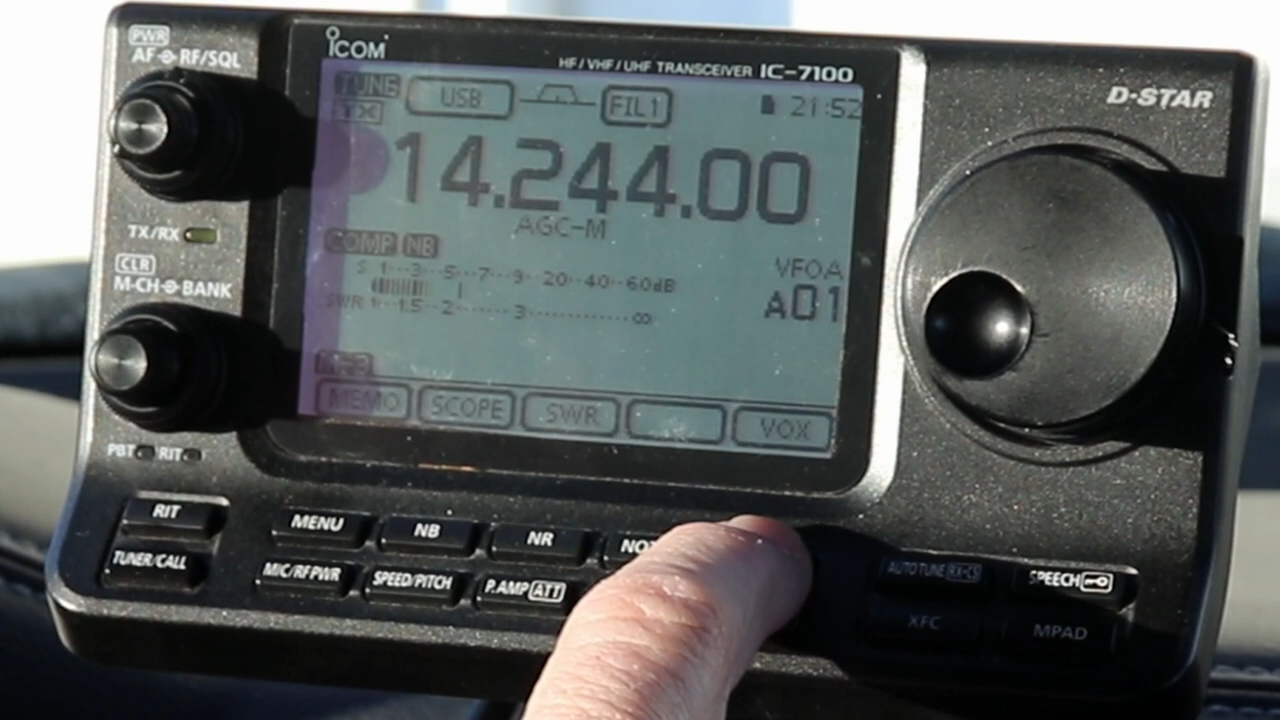 PWR
AF RF/SQL
ICOM
HF/VHF/UHF TRANSCEIVER IC-7100
D-STAR
TUNE USB FIL1 21:52
TX
14.244.00
AGC-M
TX/RX
COMP NB
CLR
M-CH BANK
S 1 3 5 7 9 20 40 60dB
SWR 1 1.5 2 3 ∞
VFOA
A01
MEMO SCOPE SWR VOX
PBT RIT
RIT MENU NB NR
TUNER/CALL MIC/RF PWR SPEED/PITCH P.AMP ATT
AUTO TUNE RX-CS SPEECH
XFC MPAD